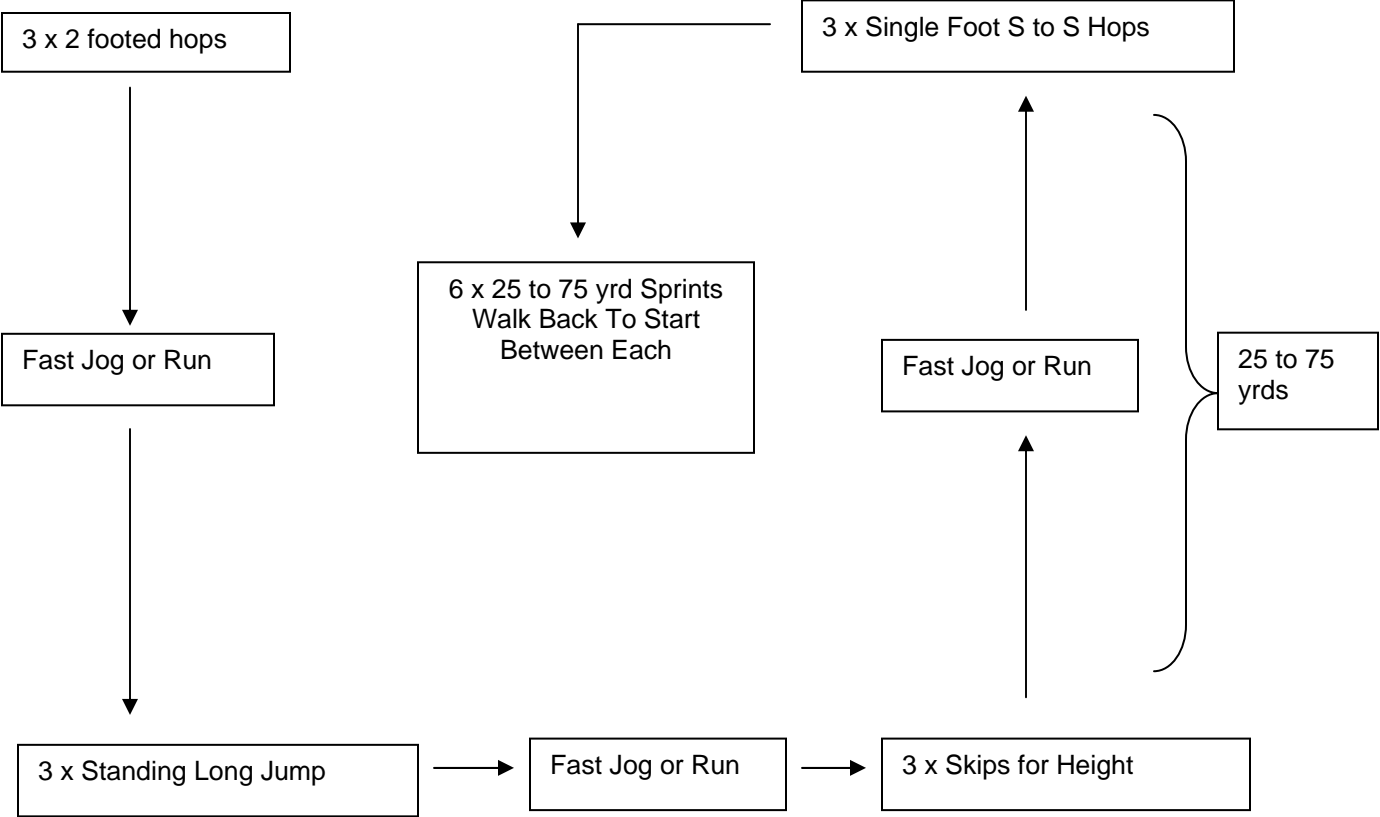 3 x 2 footed hops
3 x Single Foot S to S Hops
6 x 25 to 75 yrd Sprints
Walk Back To Start
Between Each
Fast Jog or Run
Fast Jog or Run
25 to 75
yrds
3 x Standing Long Jump
Fast Jog or Run
3 x Skips for Height